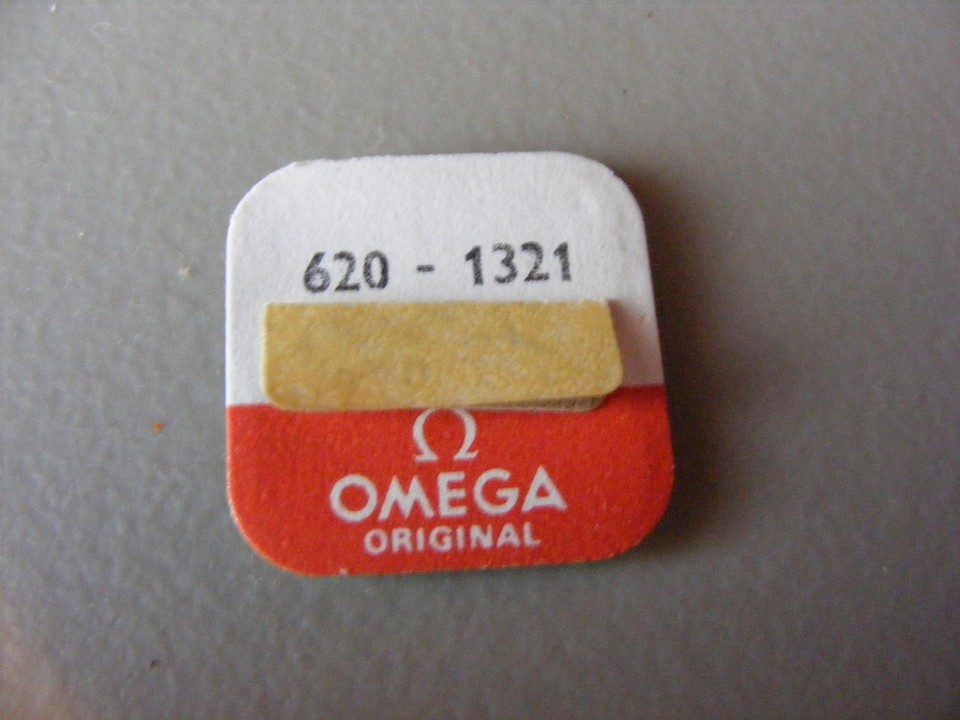 620 - 1321
Ω
OMEGA
ORIGINAL